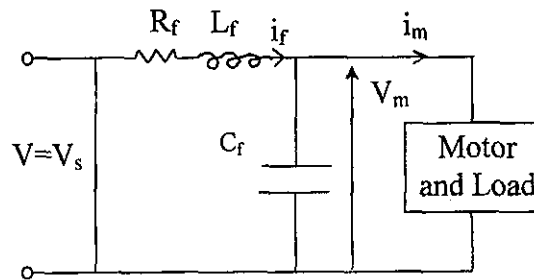 R_f L_f i_f i_m
V=V_s
C_f
V_m
Motor
and Load